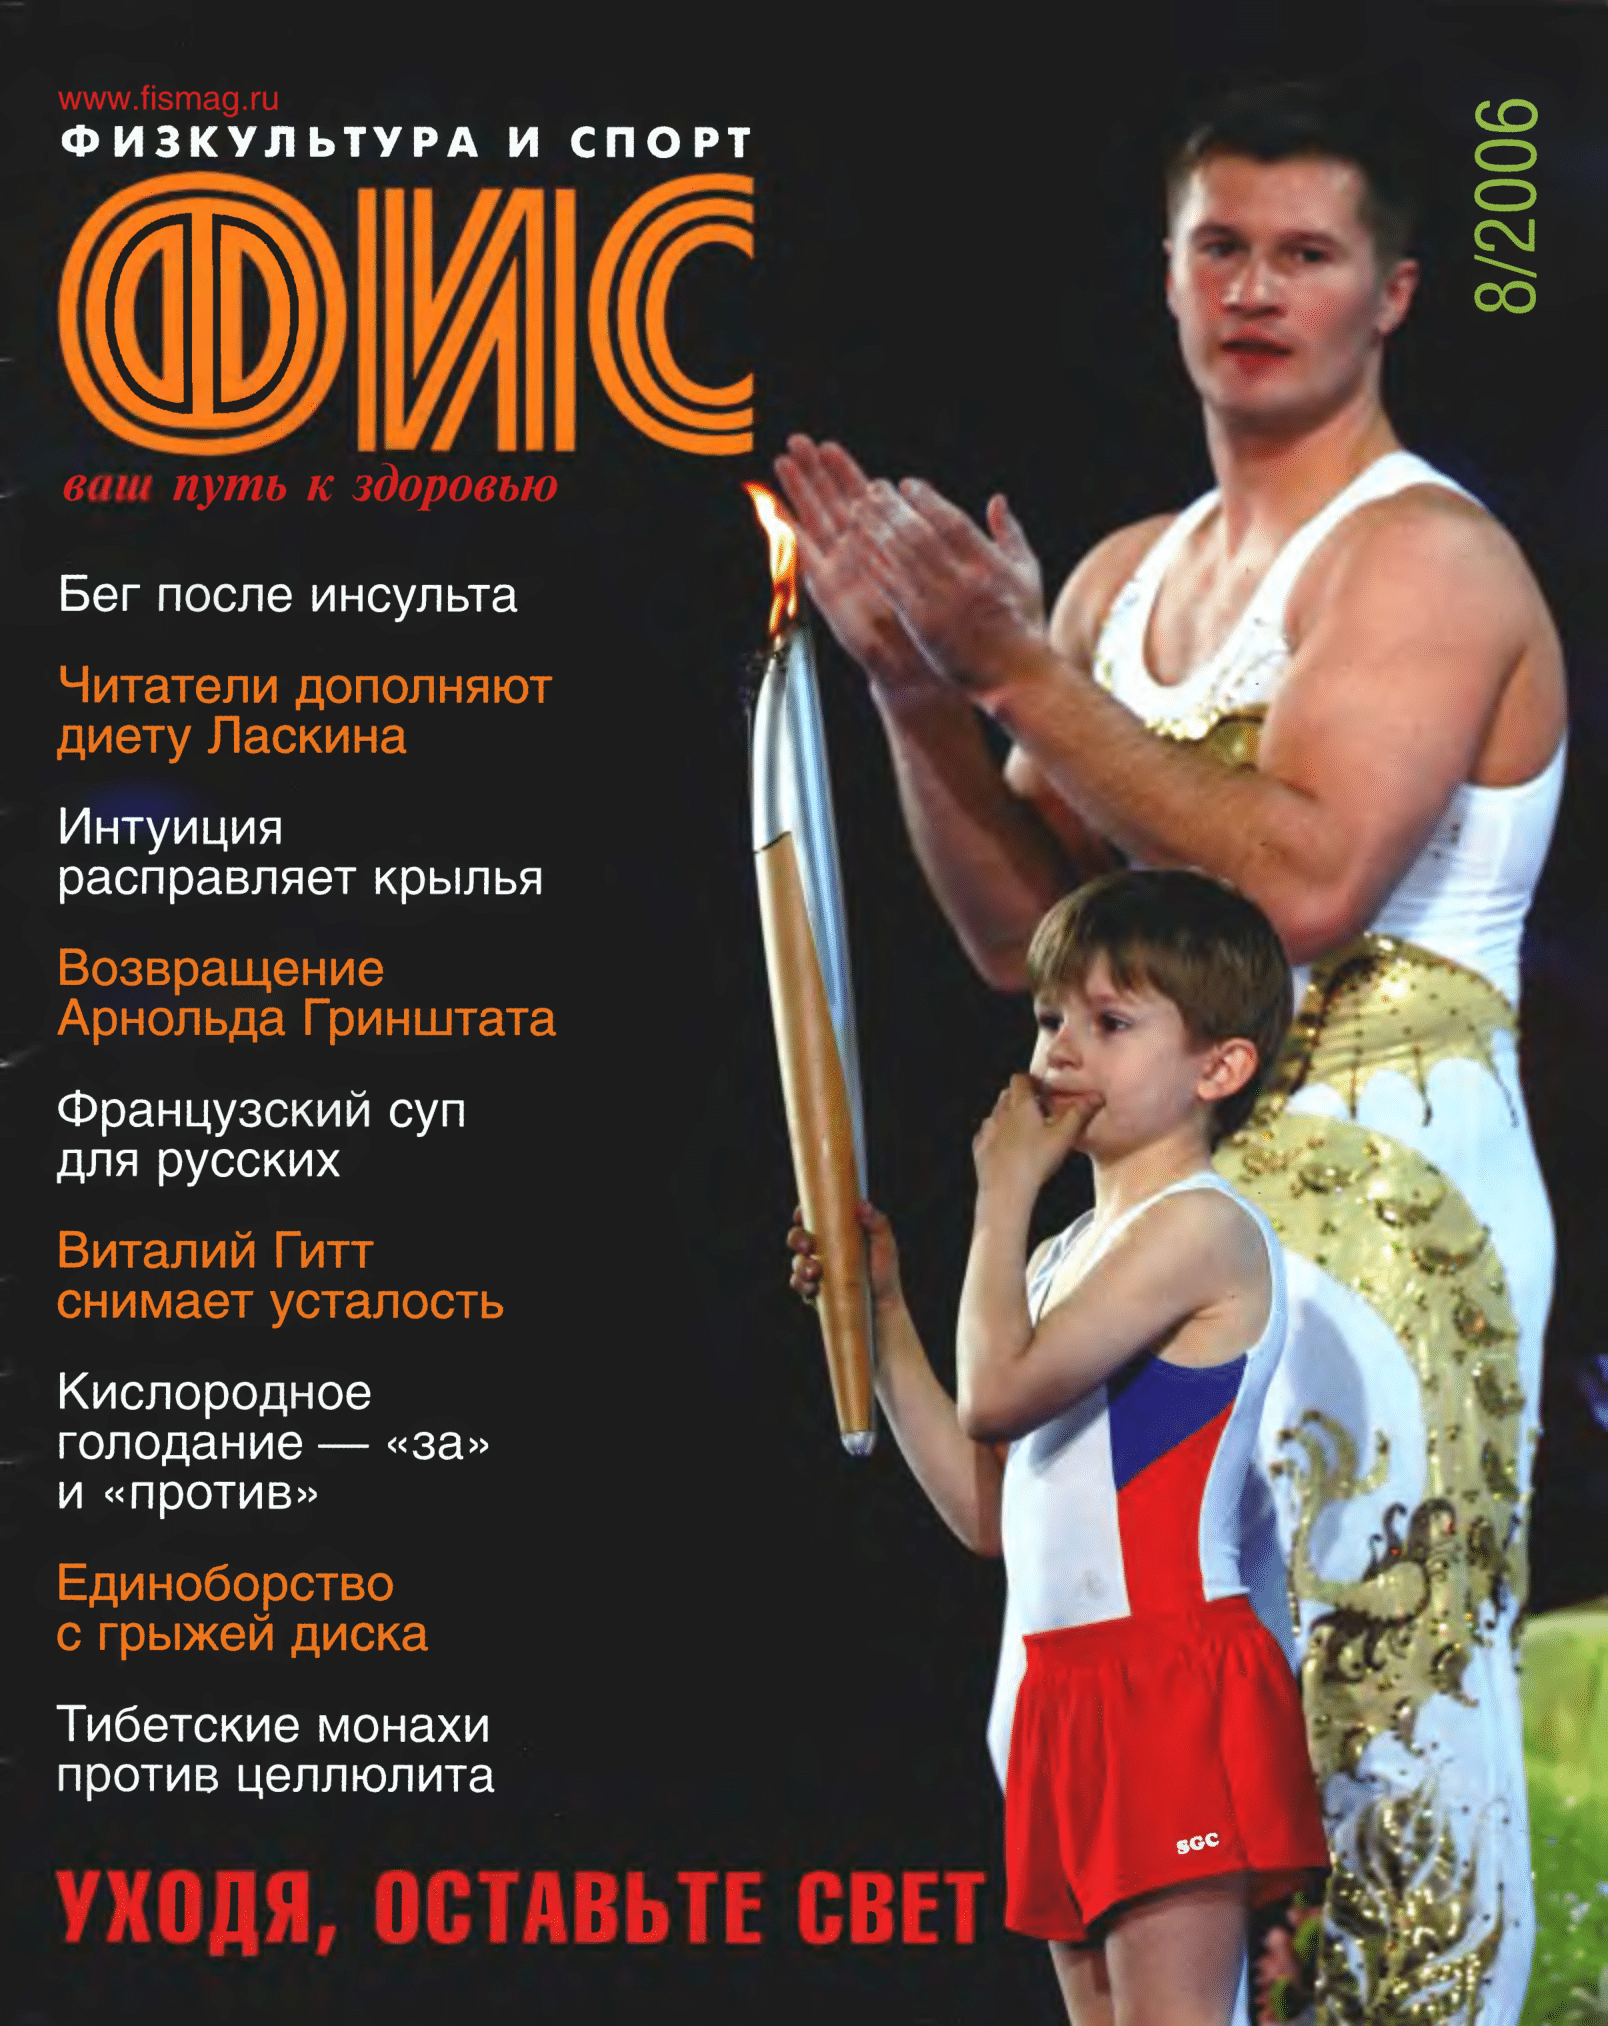 www.fismag.ru
ФИЗКУЛЬТУРА И СПОРТ
ФИС
ваш путь к здоровью
8/2006
Бег после инсульта
Читатели дополняют
диету Ласкина
Интуиция
расправляет крылья
Возвращение
Арнольда Гринштата
Французский суп
для русских
Виталий Гитт
снимает усталость
Кислородное
голодание — «за»
и «против»
Единоборство
с грыжей диска
Тибетские монахи
против целлюлита
SGC
УХОДЯ, ОСТАВЬТЕ СВЕТ